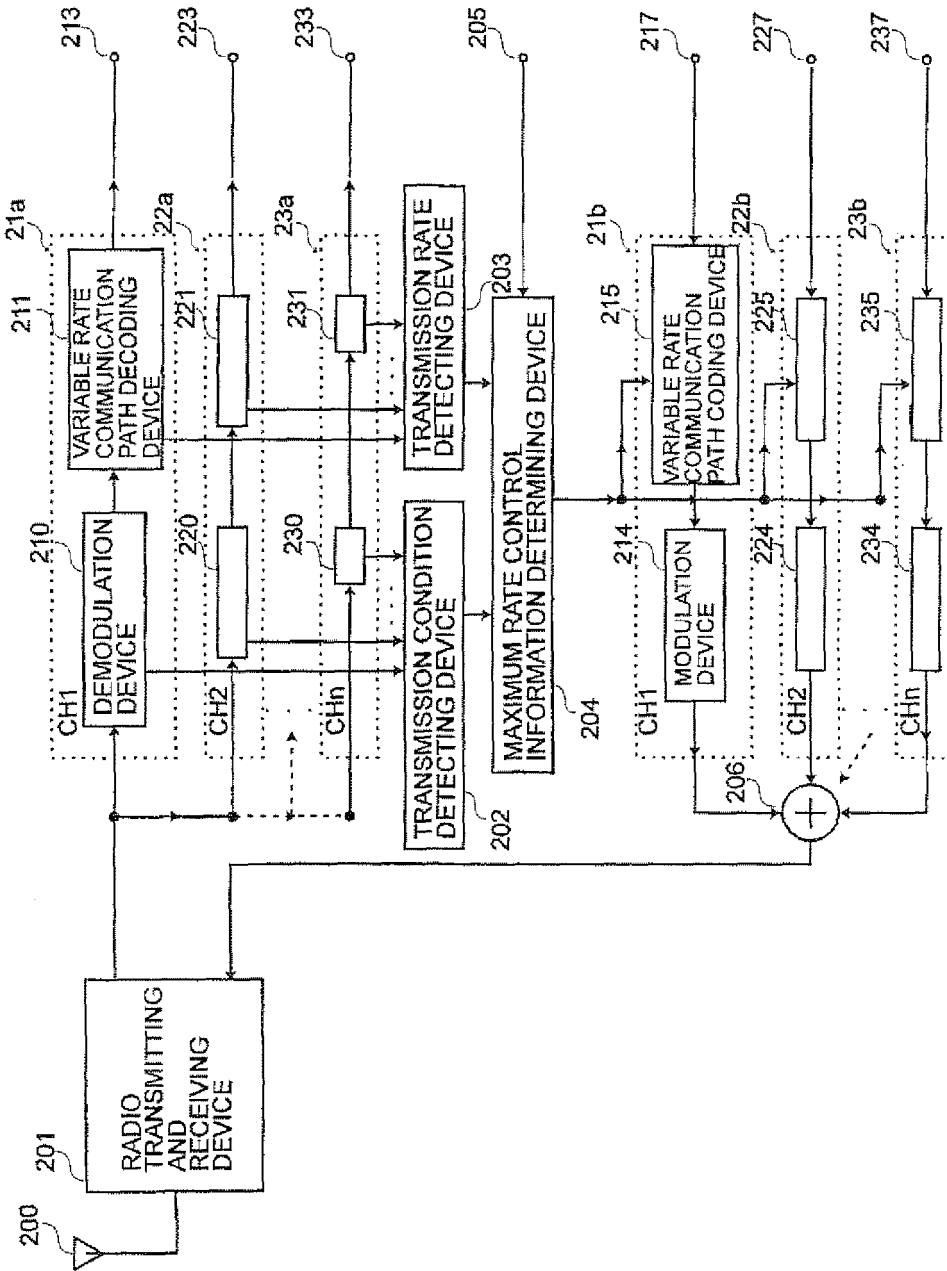 200
201
RADIO
TRANSMITTING
AND
RECEIVING
DEVICE
21a
CH1
210
DEMODULATION
DEVICE
211
VARIABLE RATE
COMMUNICATION
PATH DECODING
DEVICE
213
22a
CH2
220
221
223
23a
CHn
230
231
233
TRANSMISSION CONDITION
DETECTING DEVICE
202
TRANSMISSION RATE
DETECTING DEVICE
203
MAXIMUM RATE CONTROL
INFORMATION DETERMINING DEVICE
204
205
206
21b
CH1
214
MODULATION
DEVICE
215
VARIABLE RATE
COMMUNICATION
PATH CODING DEVICE
217
22b
CH2
224
225
227
23b
CHn
234
235
237